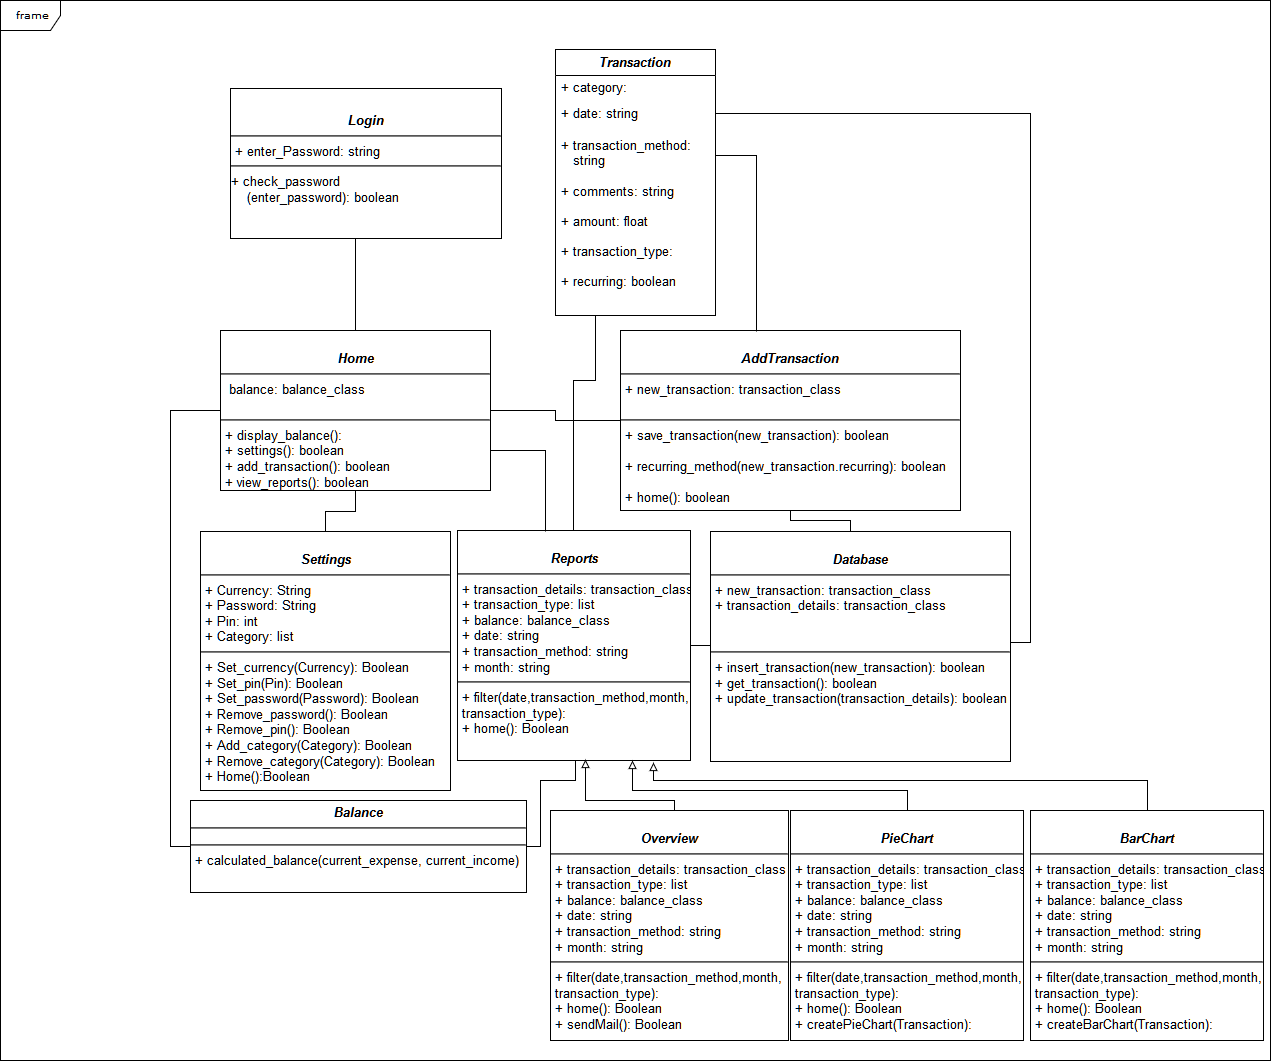 frame
Transaction
+ category:
+ date: string
+ transaction_method:
string
+ comments: string
+ amount: float
+ transaction_type:
+ recurring: boolean
Login
+ enter_Password: string
+ check_password
(enter_password): boolean
Home
balance: balance_class
+ display_balance():
+ settings(): boolean
+ add_transaction(): boolean
+ view_reports(): boolean
AddTransaction
+ new_transaction: transaction_class
+ save_transaction(new_transaction): boolean
+ recurring_method(new_transaction.recurring): boolean
+ home(): boolean
Settings
+ Currency: String
+ Password: String
+ Pin: int
+ Category: list
+ Set_currency(Currency): Boolean
+ Set_pin(Pin): Boolean
+ Set_password(Password): Boolean
+ Remove_password(): Boolean
+ Remove_pin(): Boolean
+ Add_category(Category): Boolean
+ Remove_category(Category): Boolean
+ Home():Boolean
Reports
+ transaction_details: transaction_class
+ transaction_type: list
+ balance: balance_class
+ date: string
+ transaction_method: string
+ month: string
+ filter(date,transaction_method,month,
transaction_type):
+ home(): Boolean
Database
+ new_transaction: transaction_class
+ transaction_details: transaction_class
+ insert_transaction(new_transaction): boolean
+ get_transaction(): boolean
+ update_transaction(transaction_details): boolean
Balance
+ calculated_balance(current_expense, current_income)
Overview
+ transaction_details: transaction_class
+ transaction_type: list
+ balance: balance_class
+ date: string
+ transaction_method: string
+ month: string
+ filter(date,transaction_method,month,
transaction_type):
+ home(): Boolean
+ sendMail(): Boolean
PieChart
+ transaction_details: transaction_class
+ transaction_type: list
+ balance: balance_class
+ date: string
+ transaction_method: string
+ month: string
+ filter(date,transaction_method,month,
transaction_type):
+ home(): Boolean
+ createPieChart(Transaction):
BarChart
+ transaction_details: transaction_class
+ transaction_type: list
+ balance: balance_class
+ date: string
+ transaction_method: string
+ month: string
+ filter(date,transaction_method,month,
transaction_type):
+ home(): Boolean
+ createBarChart(Transaction):